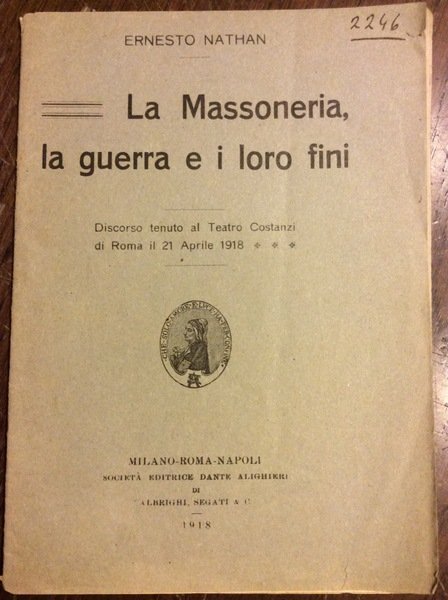 2246
ERNESTO NATHAN
La Massoneria,
la guerra e i loro fini
Discorso tenuto al Teatro Costanzi
di Roma il 21 Aprile 1918 * * *
MILANO-ROMA-NAPOLI
SOCIETÀ EDITRICE DANTE ALIGHIERI
DI
ALBRIGHI, SEGATI & C.
1918